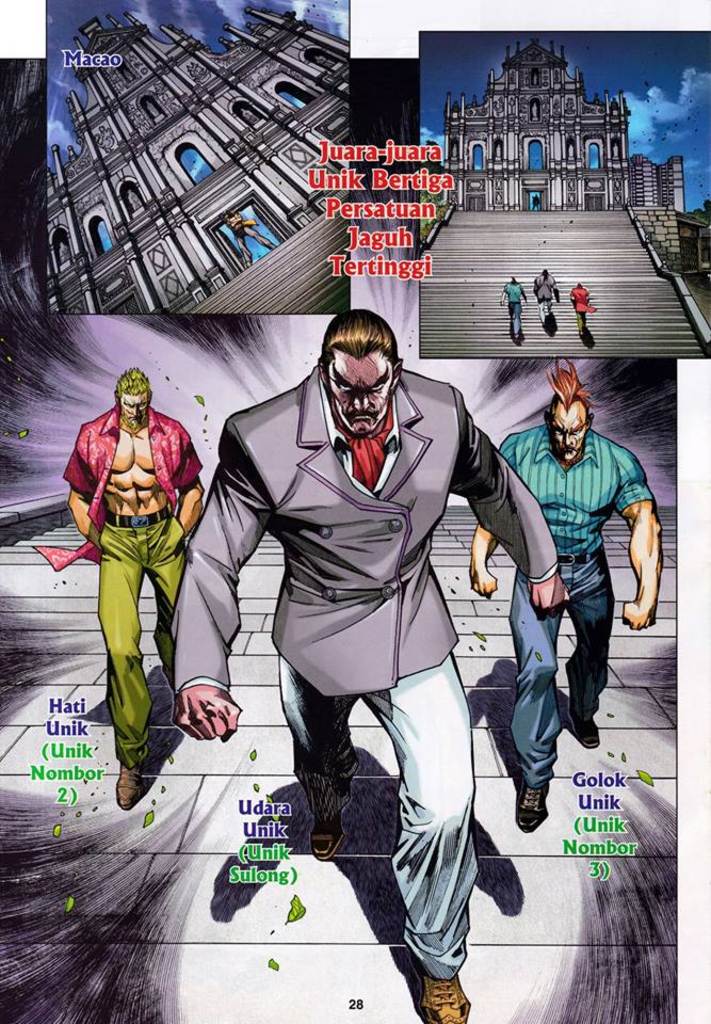 Macao
Juara-juara
Unik Bertiga
Persatuan
Jaguh
Tertinggi
Hati
Unik
(Unik
Nombor
2)
Udara
Unik
(Unik
Sulong)
Golok
Unik
(Unik
Nombor
3)
28